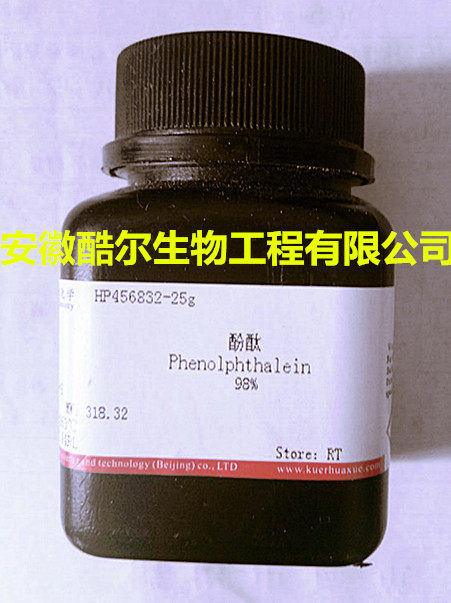 安徽酷尔生物工程有限公司
HP456832-25g
酚酞
Phenolphthalein
98%
318.32
Store: RT
and technology (Beijing) co., LTD
www.kuerhuaxue.com